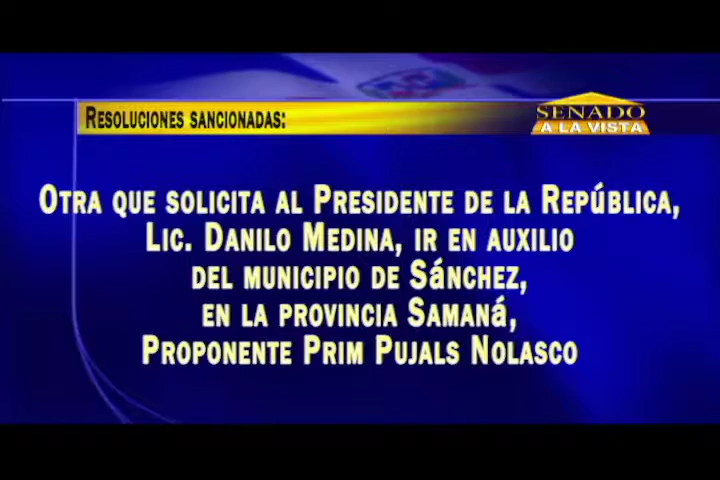 RESOLUCIONES SANCIONADAS:
SENADO
A LA VISTA
OTRA QUE SOLICITA AL PRESIDENTE DE LA REPÚBLICA,
LIC. DANILO MEDINA, IR EN AUXILIO
DEL MUNICIPIO DE SÁNCHEZ,
EN LA PROVINCIA SAMANÁ,
PROPONENTE PRIM PUJALS NOLASCO